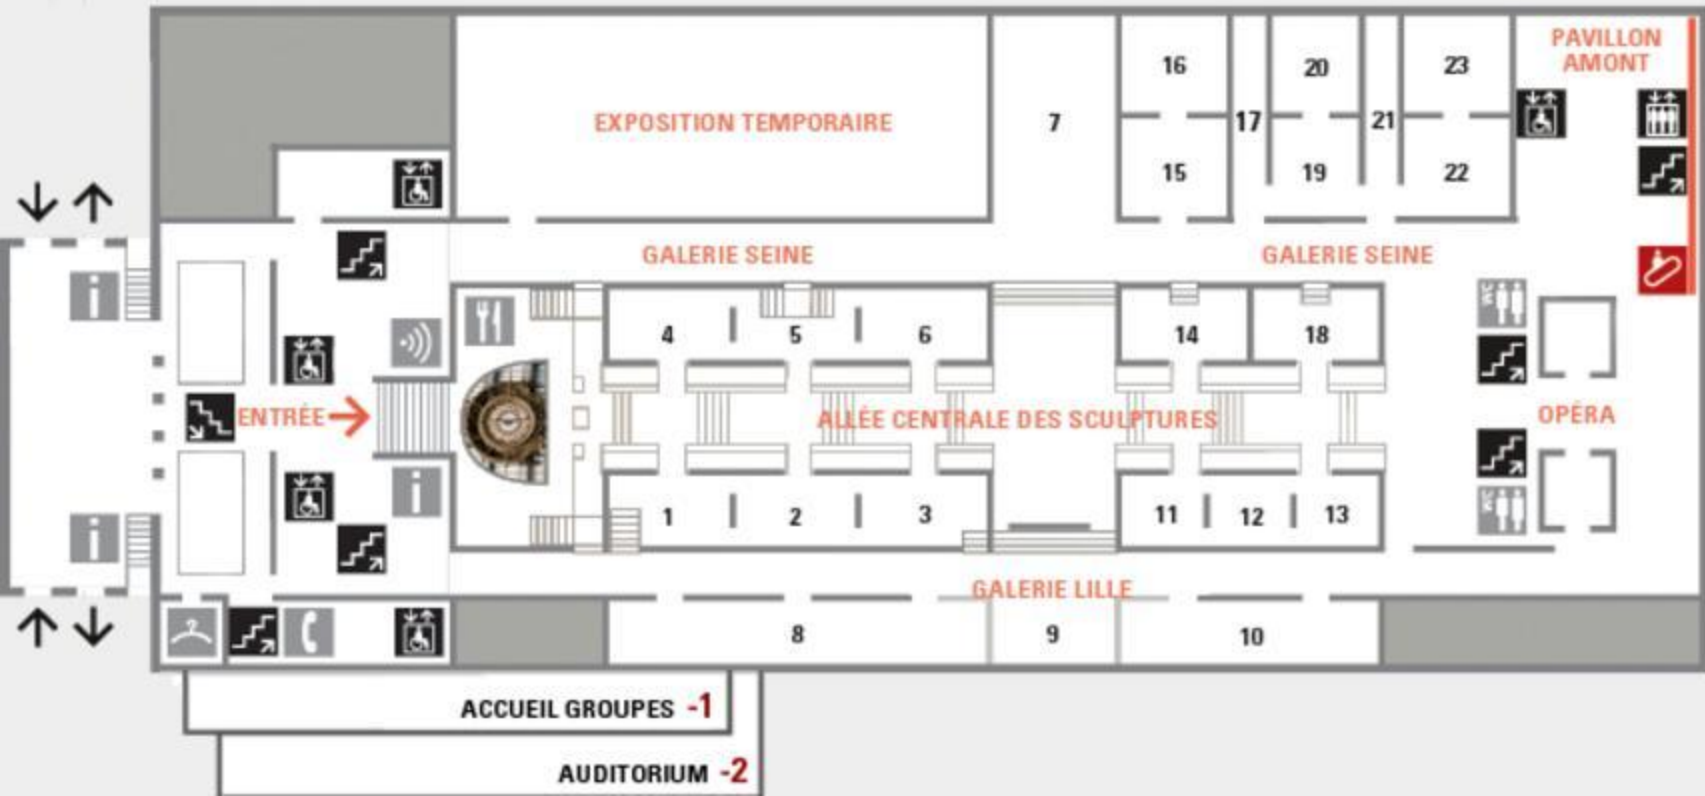 PAVILLON
AMONT
16
20
23
EXPOSITION TEMPORAIRE
7
17
21
15
19
22
GALERIE SEINE
GALERIE SEINE
4
5
6
14
18
WC
ENTRÉE
ALLÉE CENTRALE DES SCULPTURES
OPÉRA
1
2
3
11
12
13
WC
GALERIE LILLE
8
9
10
ACCUEIL GROUPES -1
AUDITORIUM -2